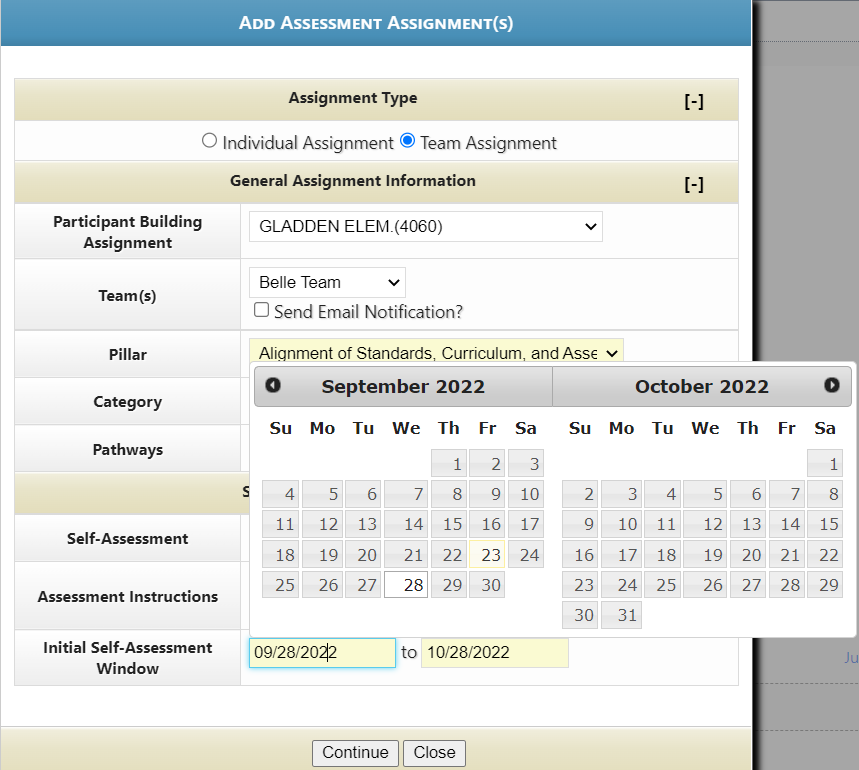 Add Assessment Assignment(s)
Assignment Type [-]
Individual Assignment Team Assignment
General Assignment Information [-]
Participant Building Assignment
GLADDEN ELEM.(4060)
Team(s)
Belle Team
Send Email Notification?
Pillar
Alignment of Standards, Curriculum, and Asse
Category
Pathways
September 2022
Su Mo Tu We Th Fr Sa
1 2 3
4 5 6 7 8 9 10
11 12 13 14 15 16 17
18 19 20 21 22 23 24
25 26 27 28 29 30
October 2022
Su Mo Tu We Th Fr Sa
1
2 3 4 5 6 7 8
9 10 11 12 13 14 15
16 17 18 19 20 21 22
23 24 25 26 27 28 29
30 31
S
Self-Assessment
Assessment Instructions
Initial Self-Assessment
Window
09/28/2022 to 10/28/2022
Ju
Continue Close